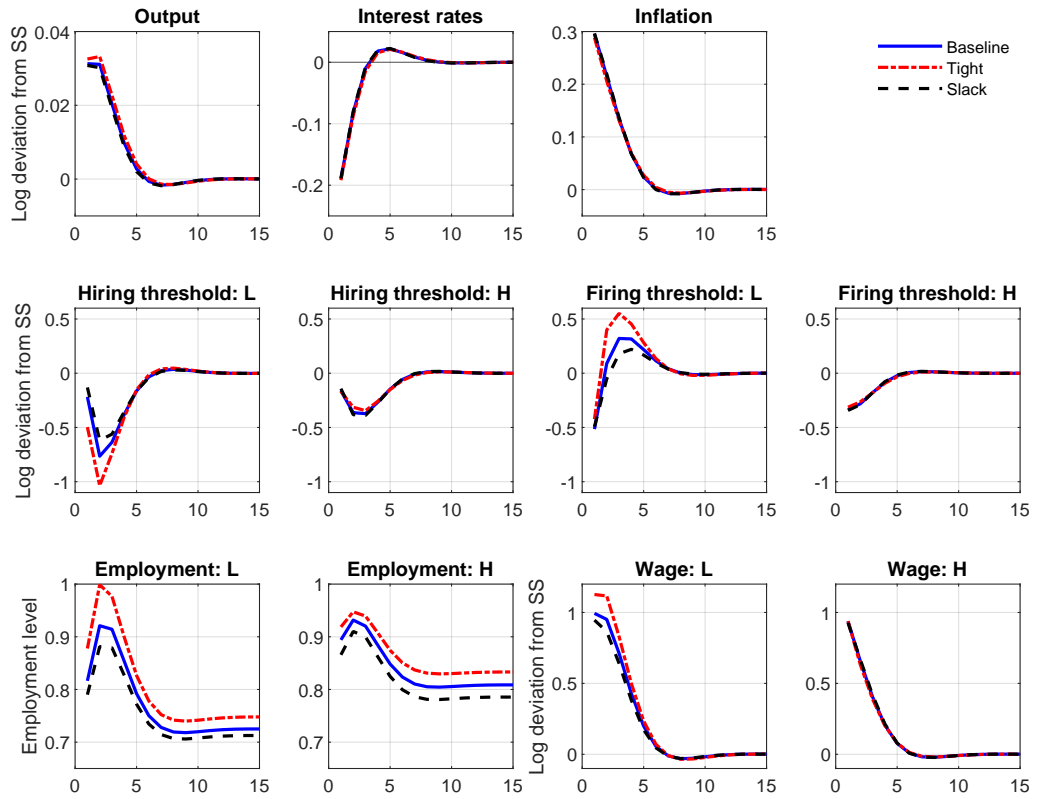 Output
Interest rates
Inflation
Log deviation from SS
0.04
0.02
0
0 5 10 15
0
-0.1
-0.2
0 5 10 15
0.3
0.2
0.1
0
0 5 10 15
Baseline
Tight
Slack
Hiring threshold: L
Hiring threshold: H
Firing threshold: L
Firing threshold: H
Log deviation from SS
0.5
0
-0.5
-1
0 5 10 15
0.5
0
-0.5
-1
0 5 10 15
0.5
0
-0.5
-1
0 5 10 15
0.5
0
-0.5
-1
0 5 10 15
Employment: L
Employment: H
Wage: L
Wage: H
Employment level
1
0.9
0.8
0.7
0 5 10 15
1
0.9
0.8
0.7
0 5 10 15
Log deviation from SS
1
0.5
0
0 5 10 15
1
0.5
0
0 5 10 15